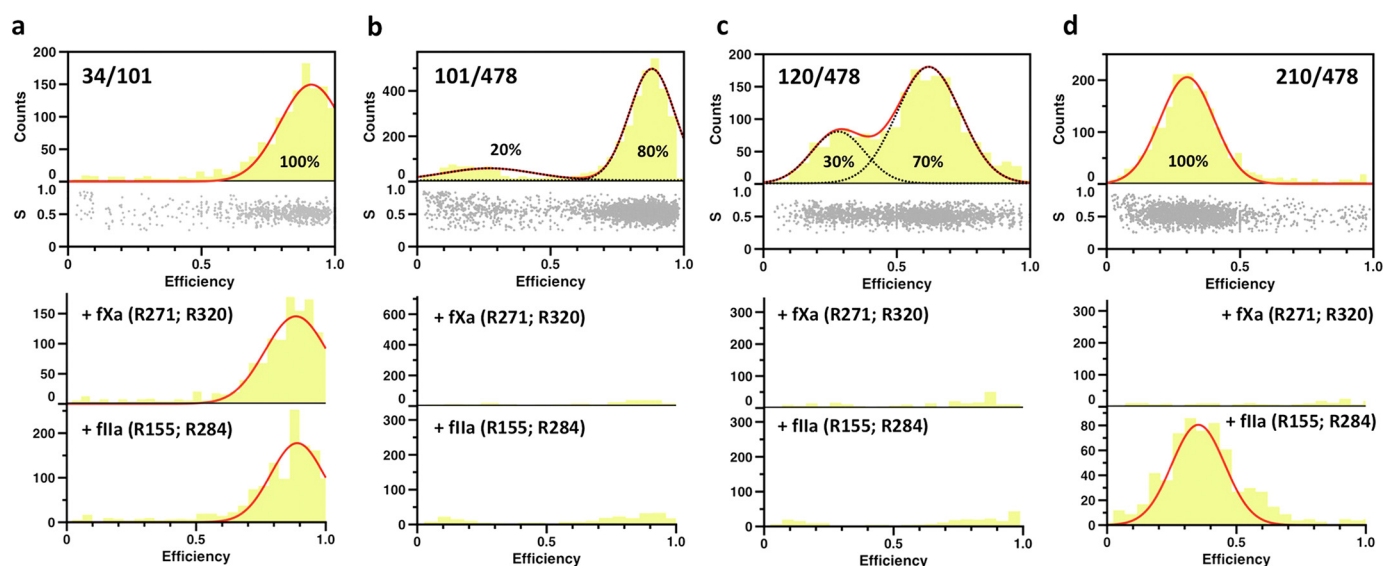 a
34/101
200
150
100
50
0
Counts
100%
1.0
0.5
0
S
0 0.5 1.0
Efficiency
+ fXa (R271; R320)
150
100
50
0
+ fIIa (R155; R284)
200
100
0
0 0.5 1.0
Efficiency
b
101/478
400
200
0
Counts
20%
80%
1.0
0.5
0
S
0 0.5 1.0
Efficiency
+ fXa (R271; R320)
600
400
200
0
+ fIIa (R155; R284)
300
200
100
0
0 0.5 1.0
Efficiency
c
120/478
200
150
100
50
0
Counts
30%
70%
1.0
0.5
0
S
0 0.5 1.0
Efficiency
+ fXa (R271; R320)
300
200
100
0
+ fIIa (R155; R284)
300
200
100
0
0 0.5 1.0
Efficiency
d
210/478
200
100
0
Counts
100%
1.0
0.5
0
S
0 0.5 1.0
Efficiency
+ fXa (R271; R320)
300
200
100
0
+ fIIa (R155; R284)
80
60
40
20
0
0 0.5 1.0
Efficiency